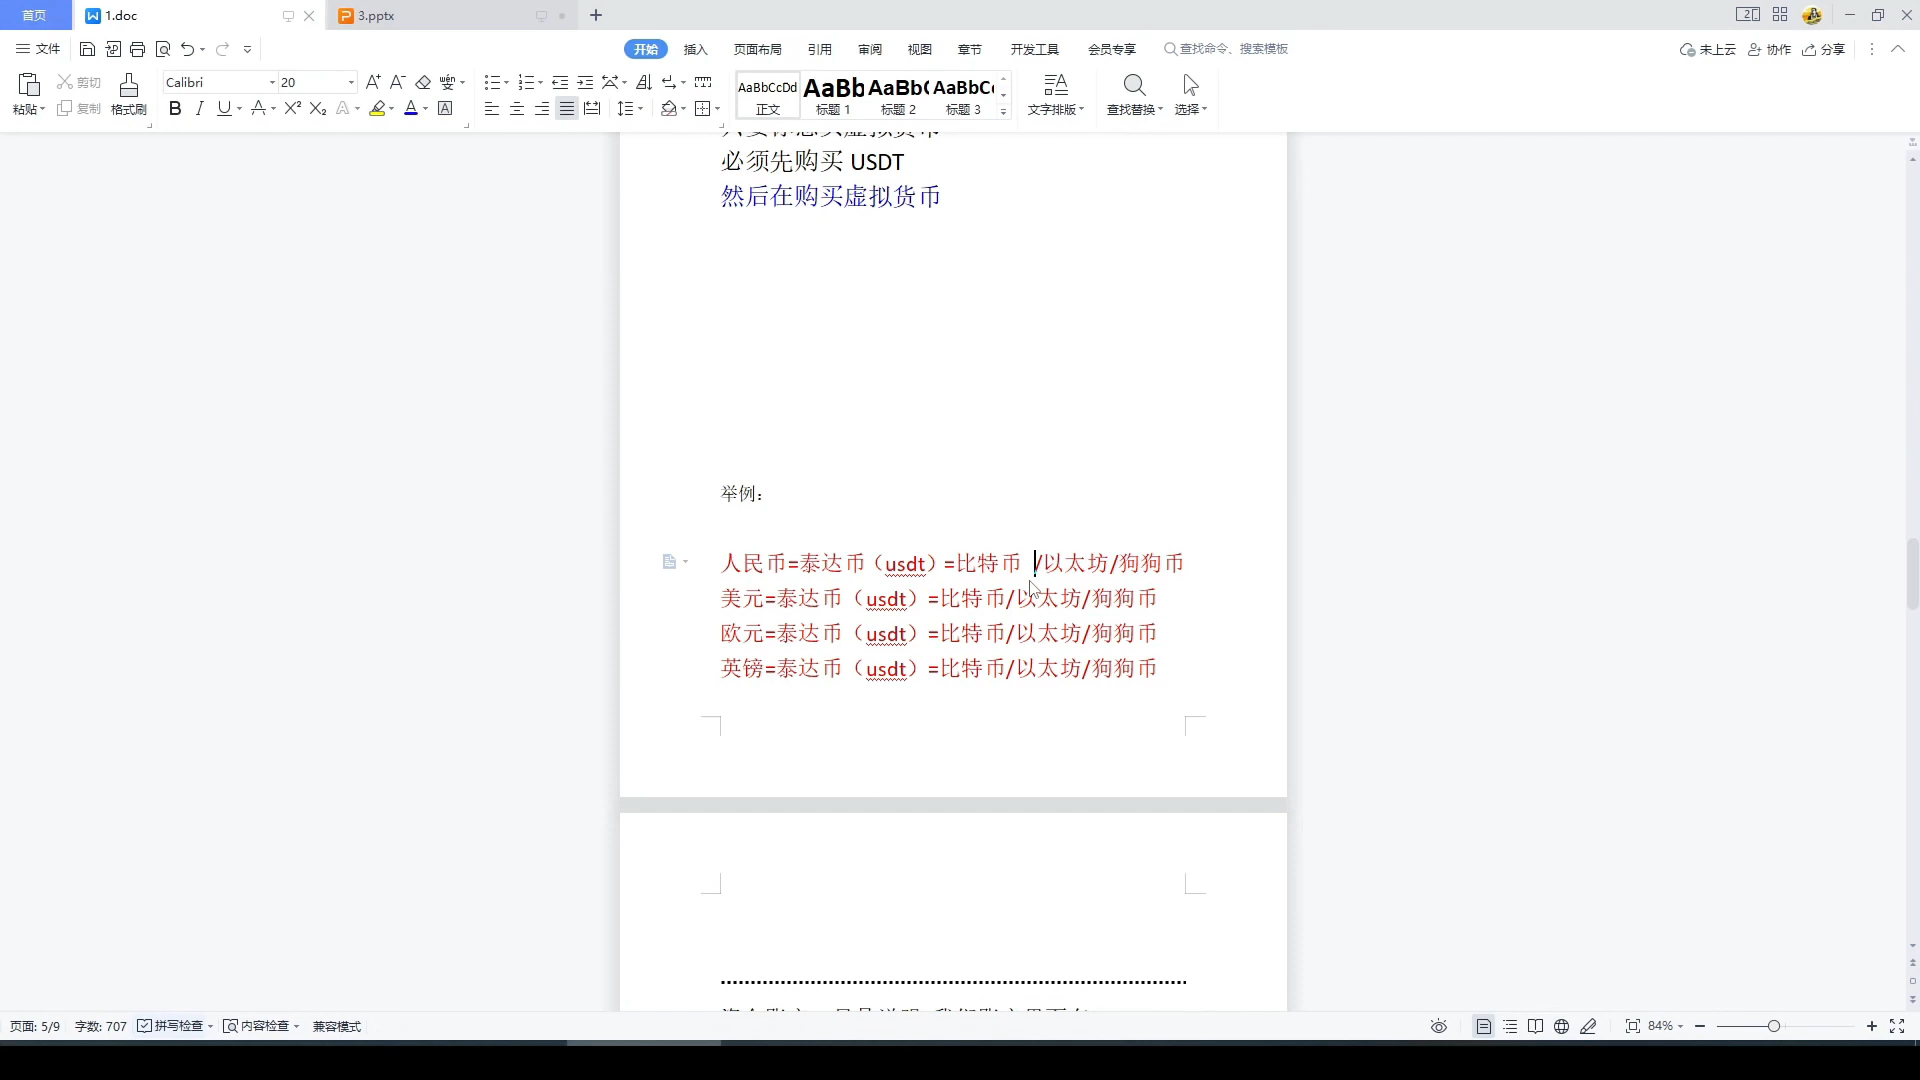 首页
1.doc
3.pptx
文件
开始
插入
页面布局
引用
审阅
视图
章节
开发工具
会员专享
查找命令、搜索模板
未上云
协作
分享
粘贴
剪切
复制
格式刷
Calibri
20
AaBbCcDd
正文
AaBb
标题 1
AaBb(
标题 2
AaBbC(
标题 3
文字排版
查找替换
选择
必须先购买 USDT
然后在购买虚拟货币
举例：
人民币=泰达币（usdt）=比特币 /以太坊/狗狗币
美元=泰达币（usdt）=比特币/以太坊/狗狗币
欧元=泰达币（usdt）=比特币/以太坊/狗狗币
英镑=泰达币（usdt）=比特币/以太坊/狗狗币
页面: 5/9
字数: 707
拼写检查
内容检查
兼容模式
84%